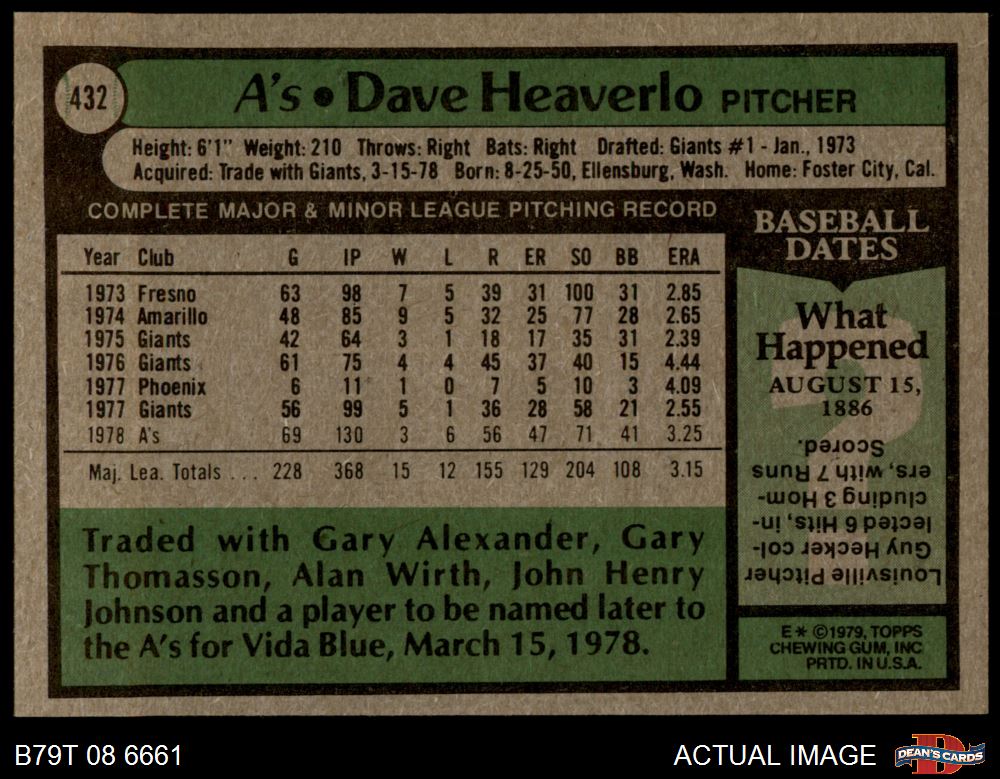 432
A's • Dave Heaverlo PITCHER
Height: 6'1" Weight: 210 Throws: Right Bats: Right Drafted: Giants #1 - Jan., 1973
Acquired: Trade with Giants, 3-15-78 Born: 8-25-50, Ellensburg, Wash. Home: Foster City, Cal.
COMPLETE MAJOR & MINOR LEAGUE PITCHING RECORD
Year Club G IP W L R ER SO BB ERA
1973 Fresno 63 98 7 5 39 31 100 31 2.85
1974 Amarillo 48 85 9 5 32 25 77 28 2.65
1975 Giants 42 64 3 1 18 17 35 31 2.39
1976 Giants 61 75 4 4 45 37 40 15 4.44
1977 Phoenix 6 11 1 0 7 5 10 3 4.09
1977 Giants 56 99 5 1 36 28 58 21 2.55
1978 A's 69 130 3 6 56 47 71 41 3.25
Maj. Lea. Totals . . . 228 368 15 12 155 129 204 108 3.15
Traded with Gary Alexander, Gary
Thomasson, Alan Wirth, John Henry
Johnson and a player to be named later to
the A's for Vida Blue, March 15, 1978.
BASEBALL
DATES
What
Happened
AUGUST 15,
1886
Louisville Pitcher
Guy Hecker col-
lected 6 Hits, in-
cluding 3 Hom-
ers, with 7 Runs
Scored.
E * ©1979, TOPPS
CHEWING GUM, INC
PRTD. IN U.S.A.
B79T 08 6661
ACTUAL IMAGE
D
DEAN'S CARDS